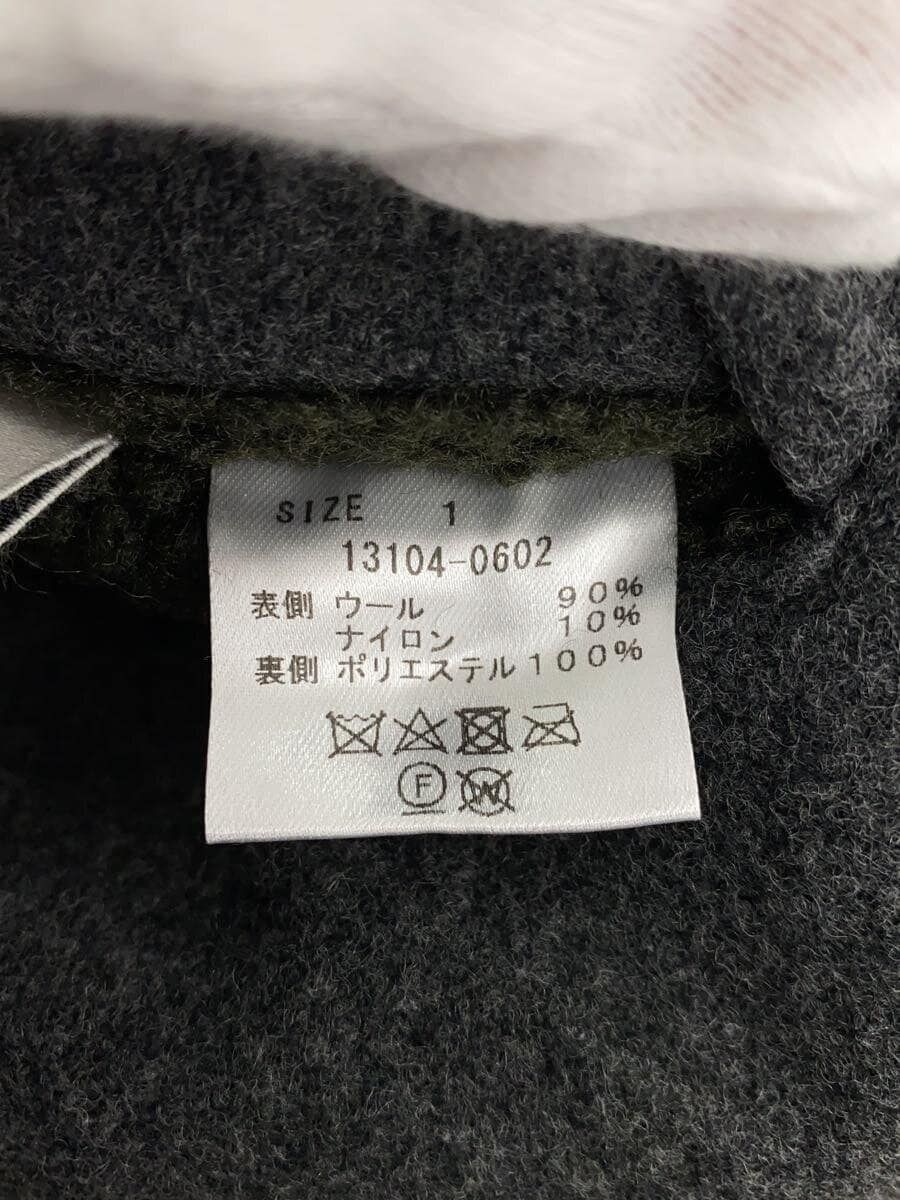 SIZE 1
13104-0602
表側 ウール 90%
ナイロン 10%
裏側 ポリエステル 100%
F W